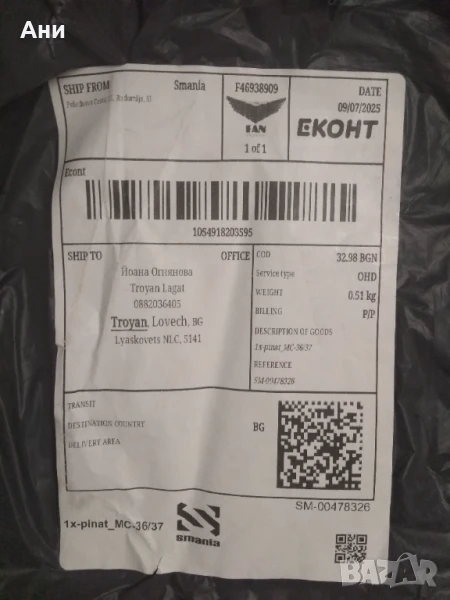 Ани
SHIP FROM Smania
F46938909
FAN
1 of 1
DATE
09/07/2025
ЕКОНТ
Econt
1054918203595
SHIP TO OFFICE
Йоана Огнянова
Troyan Lagat
0882036405
Troyan, Lovech, BG
Lyaskovets NLC, 5141
COD 32.98 BGN
Service type OHD
WEIGHT 0.51 kg
BILLING P/P
DESCRIPTION OF GOODS
1x-pinat_MC-36/37
REFERENCE
SM-00478326
TRANSIT
DESTINATION COUNTRY BG
DELIVERY AREA
SM-00478326
1x-pinat_MC-36/37
smania
BAZAR